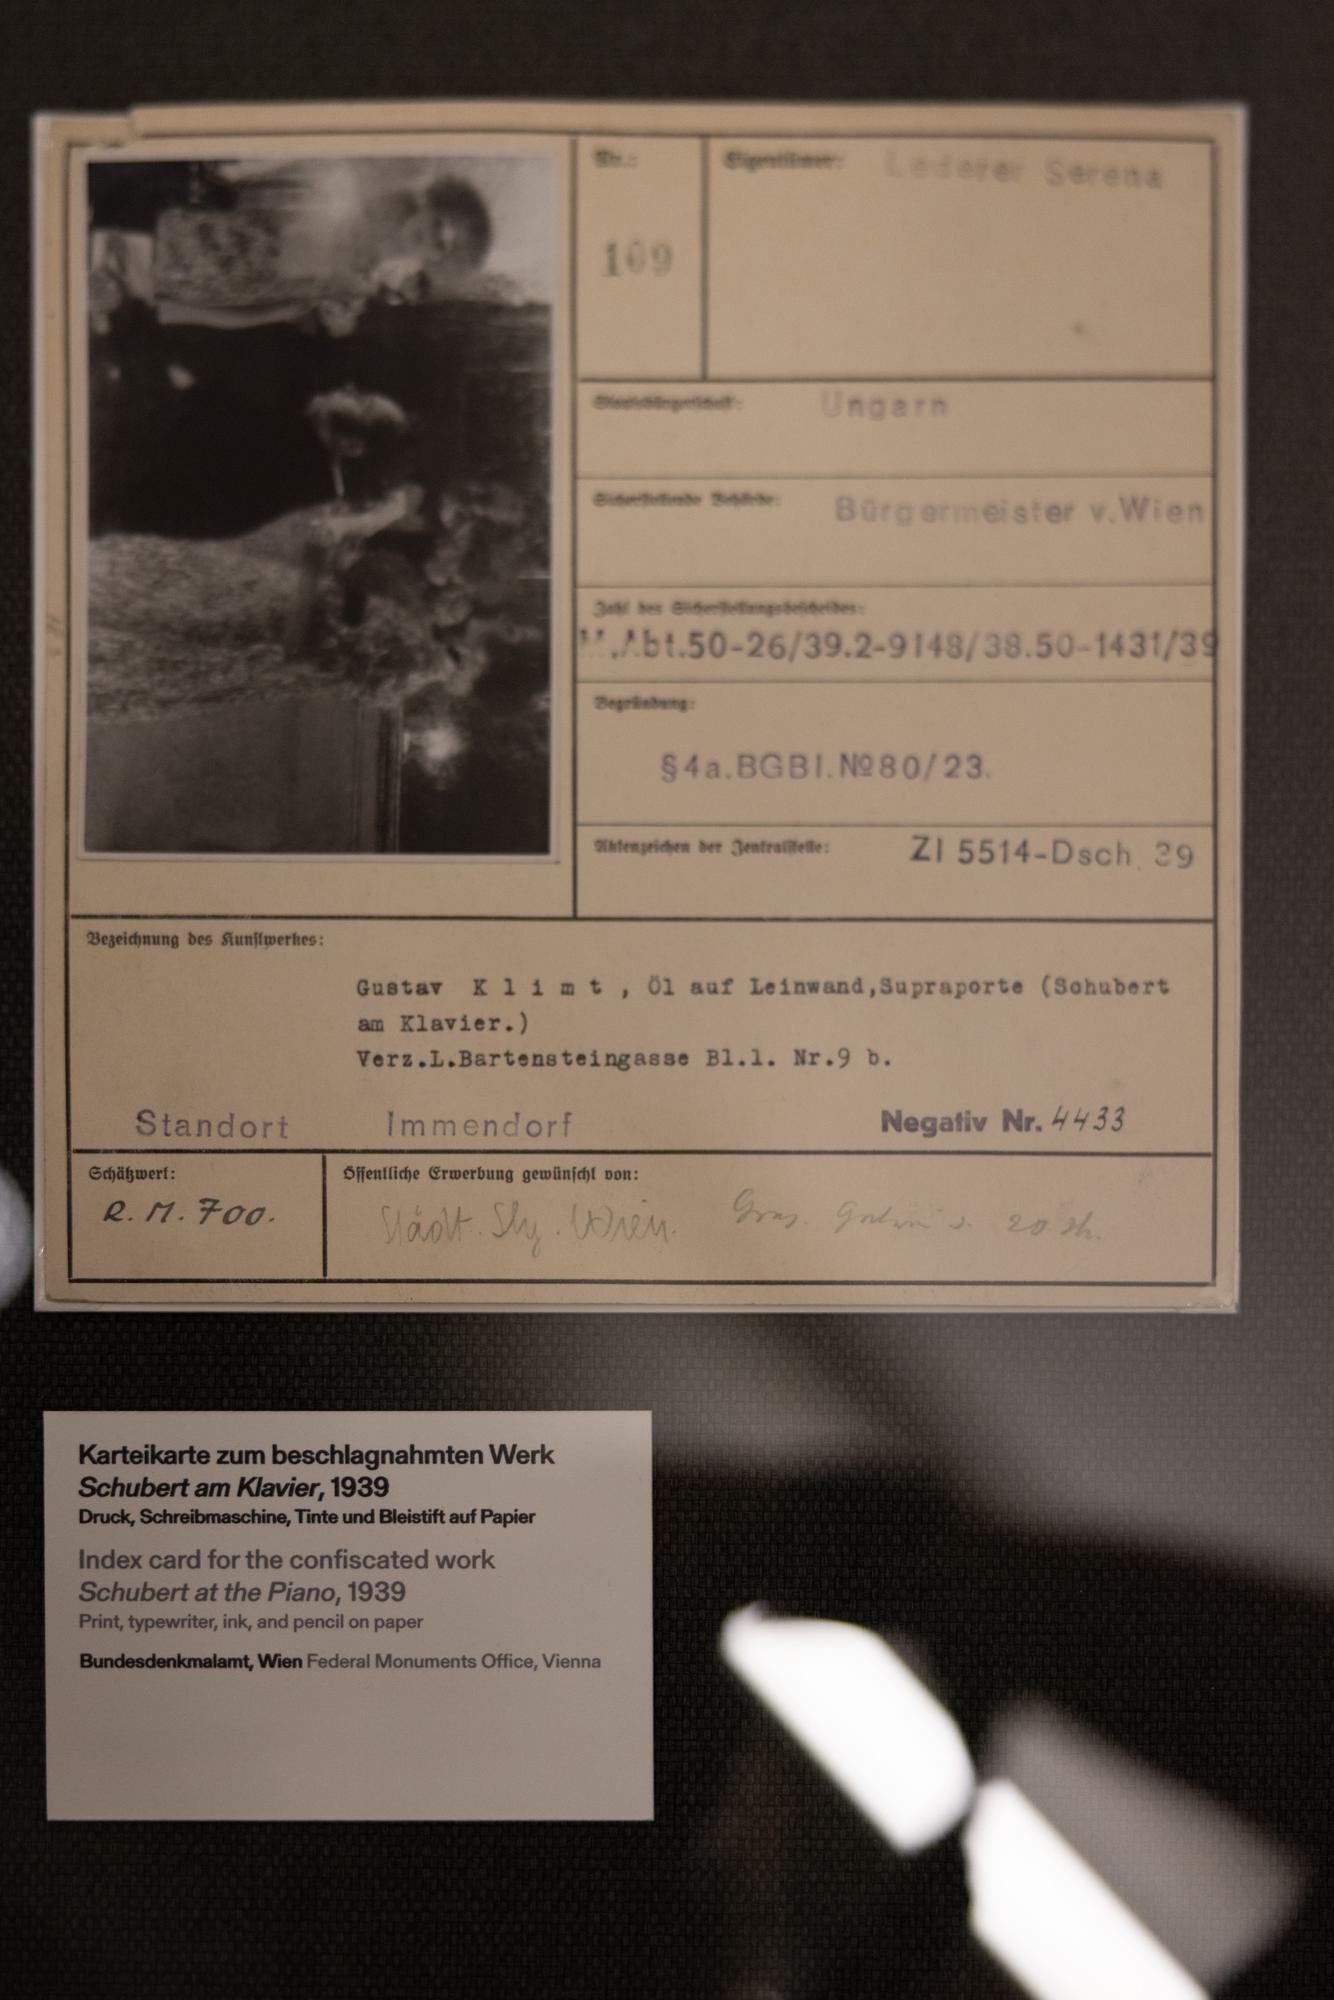 Nr.:
109
Eigentümer: Lederer Serena
Staatsbürgerschaft: Ungarn
Sicherstellende Behörde: Bürgermeister v.Wien
Zahl des Sicherstellungsbescheides:
M.Abt.50-26/39.2-9148/38.50-1431/39
Begründung:
§4a.BGBl.№80/23.
Aktenzeichen der Zentralstelle: Zl 5514-Dsch. 39
Bezeichnung des Kunstwerkes:
Gustav K l i m t , Öl auf Leinwand,Supraporte (Schubert
am Klavier.)
Verz.L.Bartensteingasse Bl.1. Nr.9 b.
Standort Immendorf Negativ Nr. 4433
Schätzwert:
R.M. 700.
Öffentliche Erwerbung gewünscht von:
Städt. Slg. Wien.
Karteikarte zum beschlagnahmten Werk
Schubert am Klavier, 1939
Druck, Schreibmaschine, Tinte und Bleistift auf Papier
Index card for the confiscated work
Schubert at the Piano, 1939
Print, typewriter, ink, and pencil on paper
Bundesdenkmalamt, Wien Federal Monuments Office, Vienna